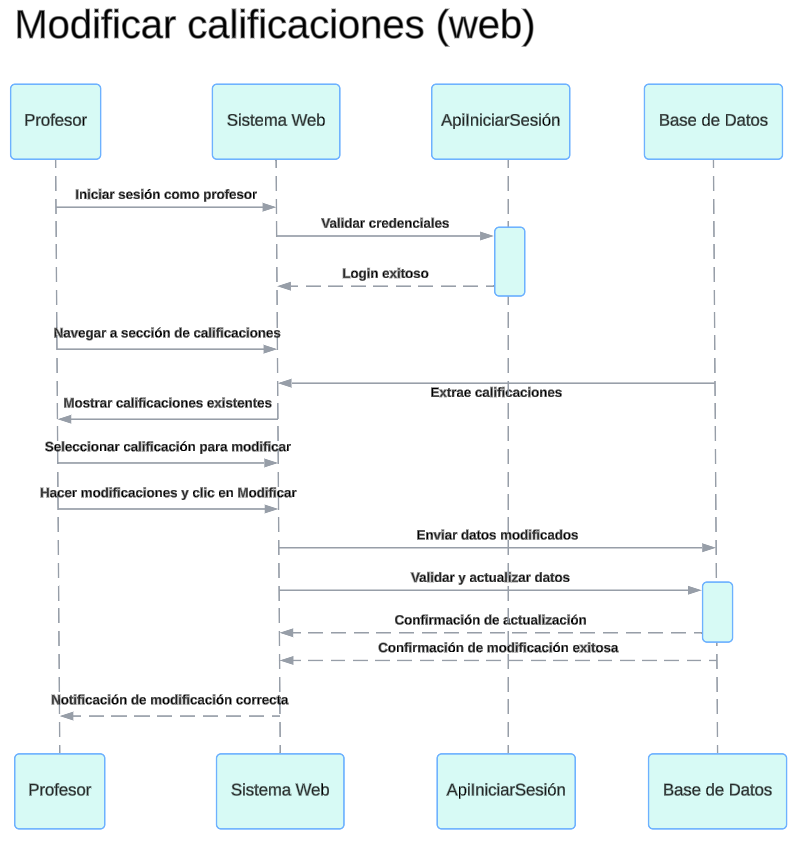 Modificar calificaciones (web)
Profesor
Sistema Web
ApiIniciarSesión
Base de Datos
Iniciar sesión como profesor
Validar credenciales
Login exitoso
Navegar a sección de calificaciones
Extrae calificaciones
Mostrar calificaciones existentes
Seleccionar calificación para modificar
Hacer modificaciones y clic en Modificar
Enviar datos modificados
Validar y actualizar datos
Confirmación de actualización
Confirmación de modificación exitosa
Notificación de modificación correcta
Profesor
Sistema Web
ApiIniciarSesión
Base de Datos